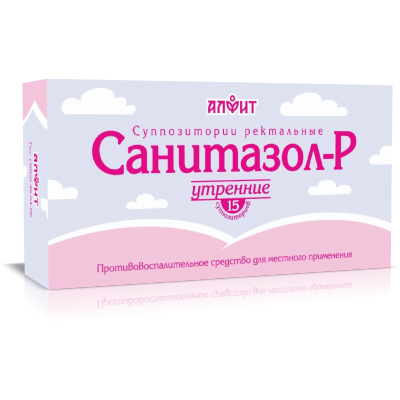 АЛФИТ
Суппозитории ректальные
Санитазол-Р
утренние
15
суппозиториев
Противовоспалительное средство для местного применения
АЛФИТ